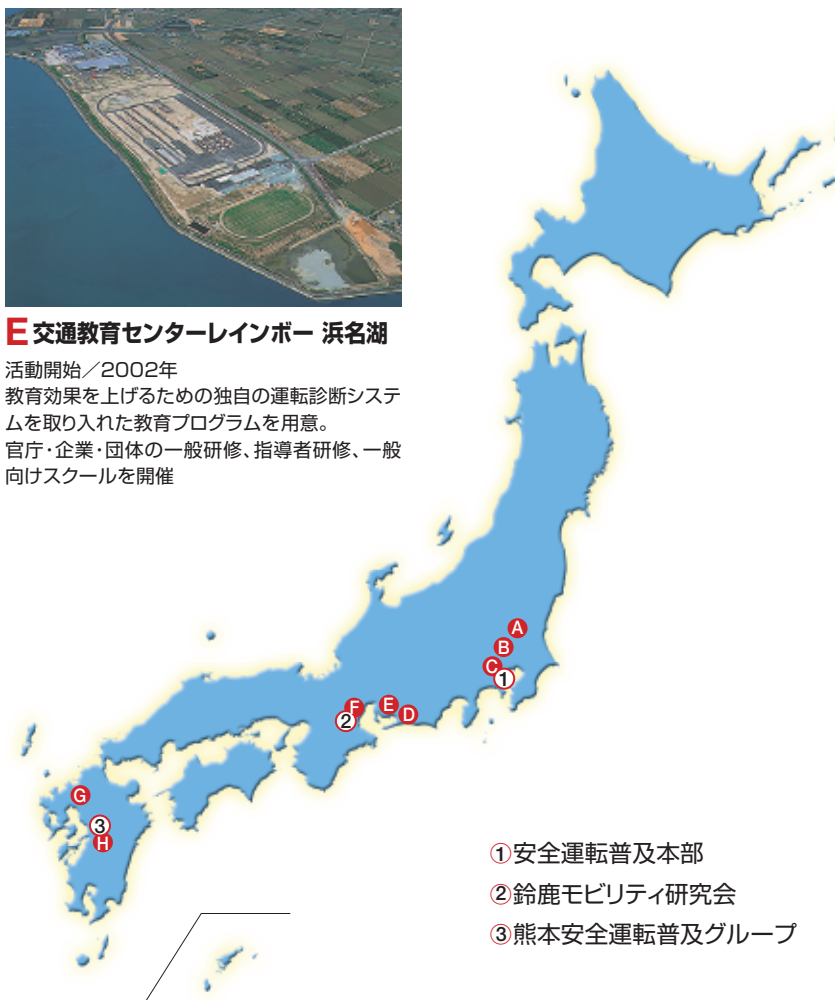 E 交通教育センターレインボー 浜名湖
活動開始／2002年
教育効果を上げるための独自の運転診断システ
ムを取り入れた教育プログラムを用意。
官庁・企業・団体の一般研修、指導者研修、一般
向けスクールを開催
A
B
C
1
E
D
F
2
G
3
H
①安全運転普及本部
②鈴鹿モビリティ研究会
③熊本安全運転普及グループ